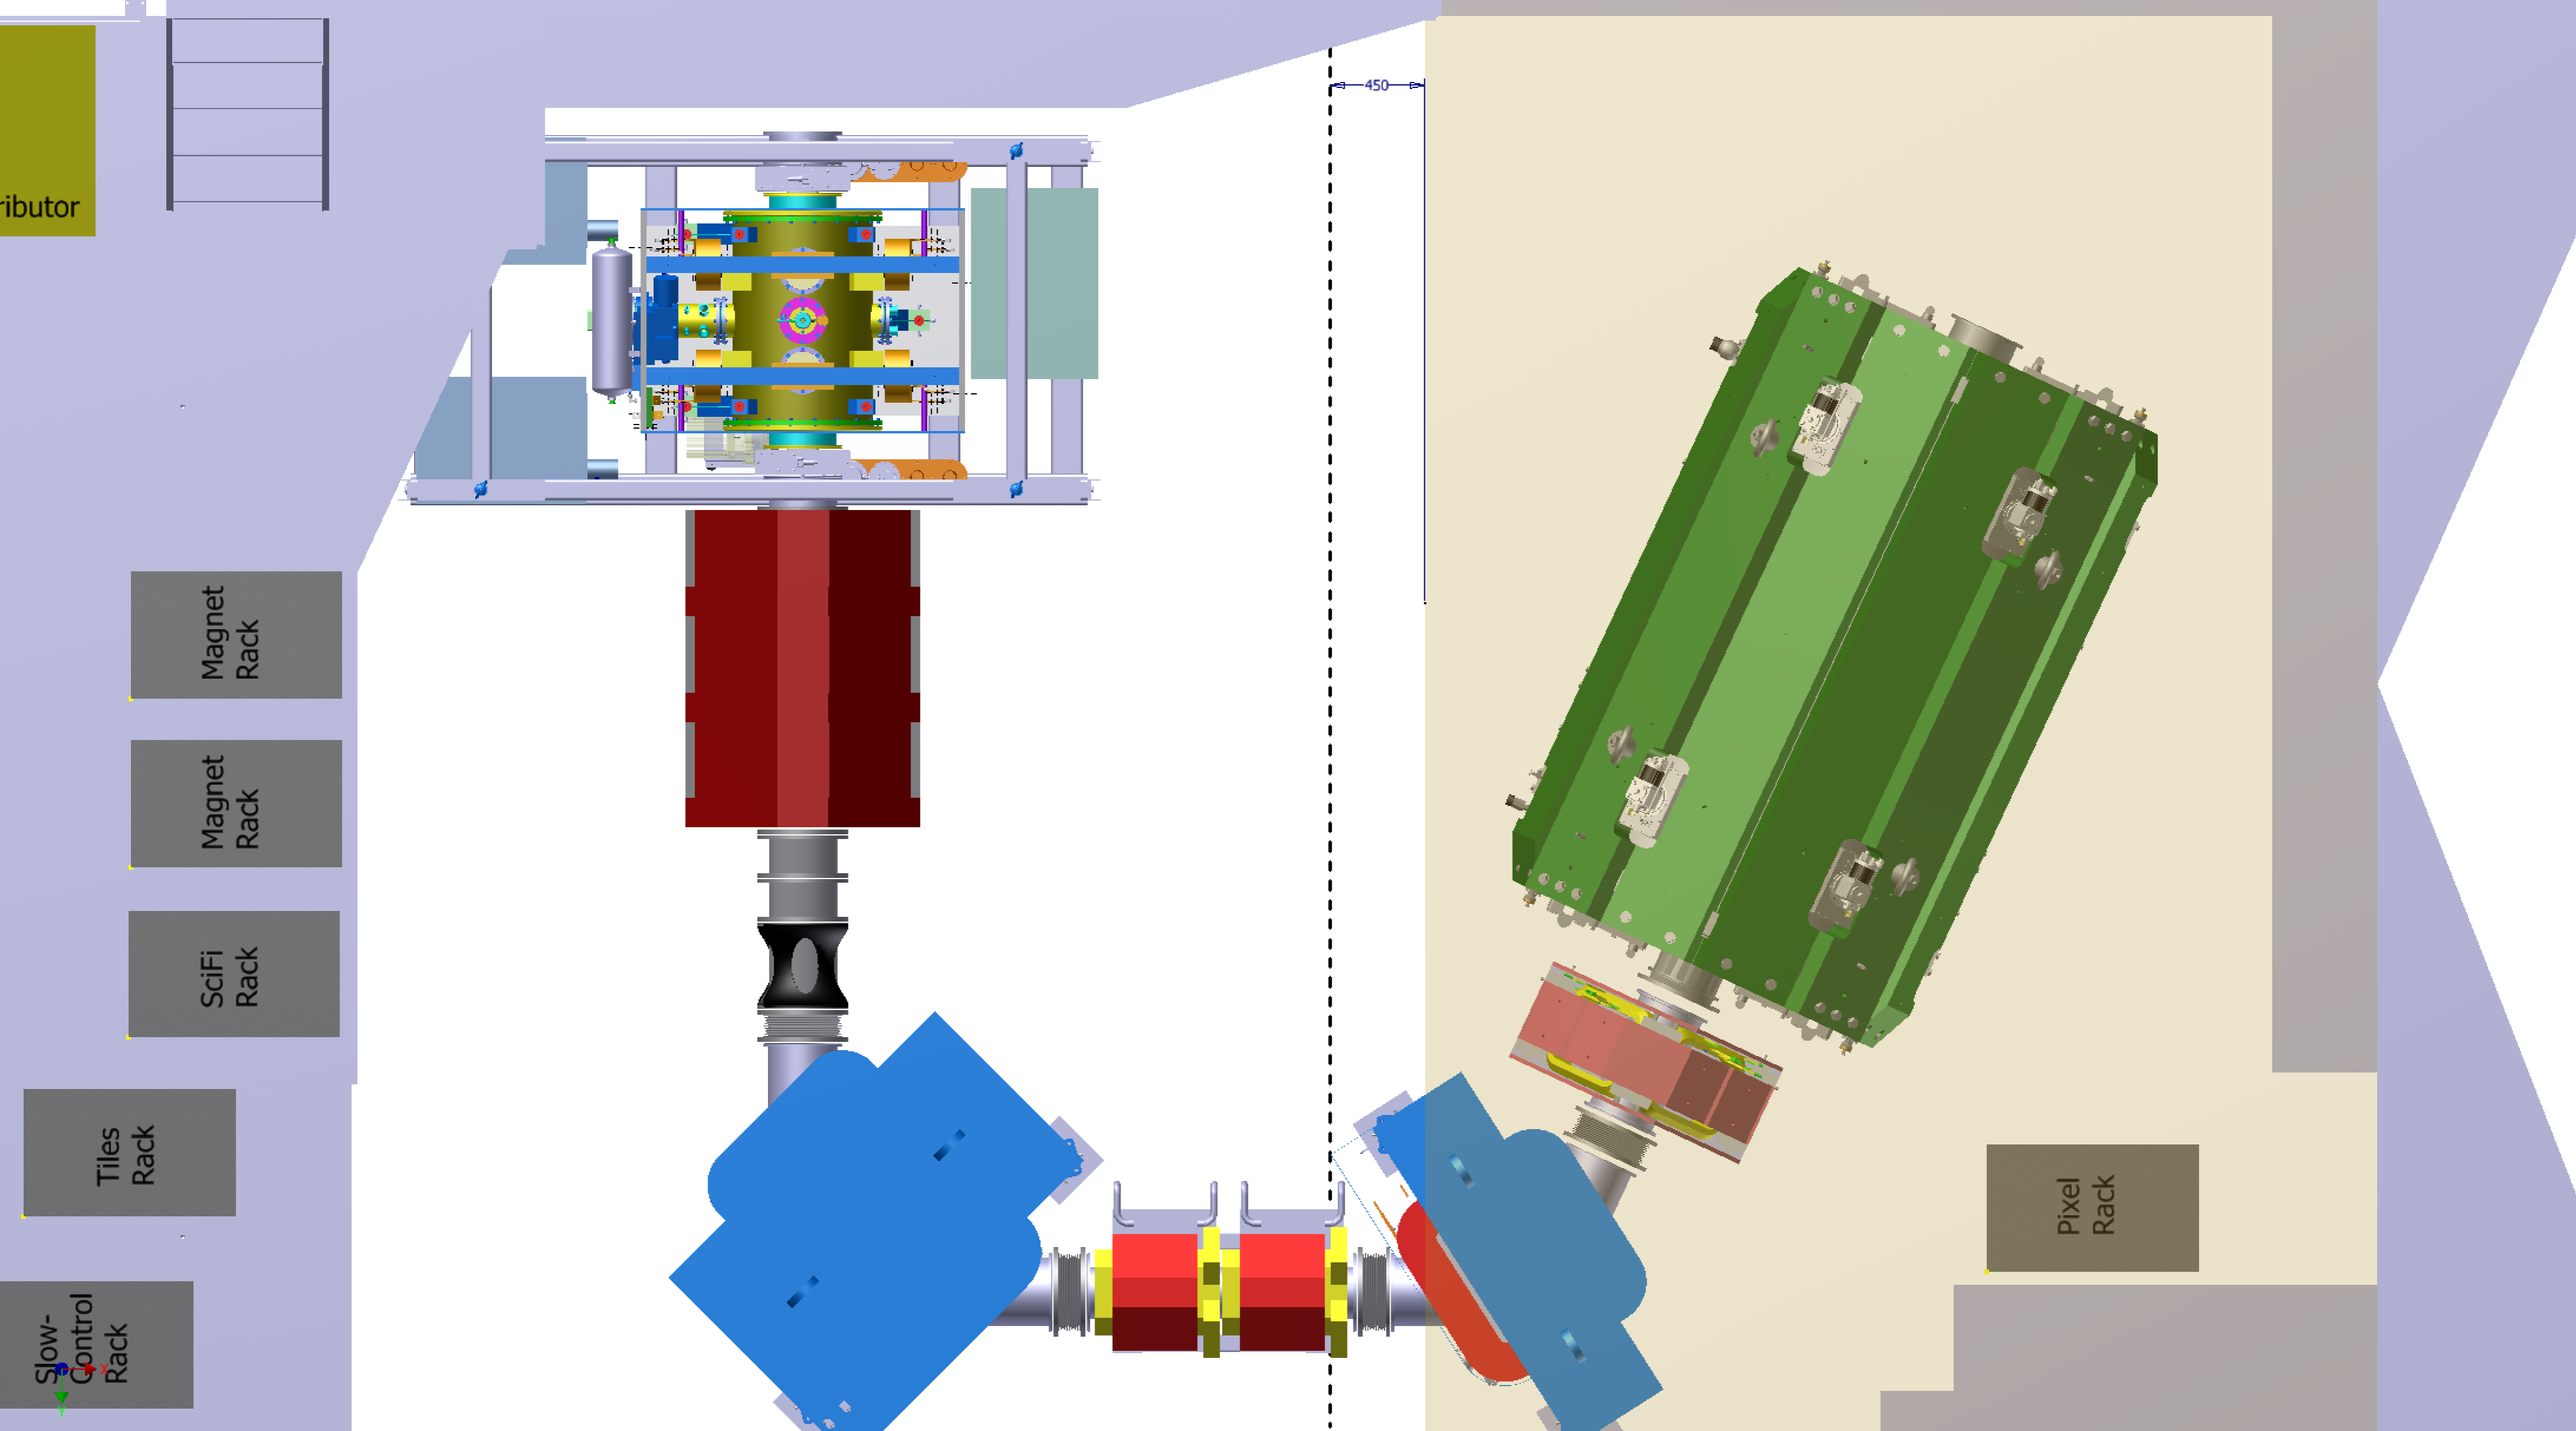 ributor
450
Magnet
Rack
Magnet
Rack
SciFi
Rack
Tiles
Rack
Pixel
Rack
Slow-
Control
Rack
X
Y